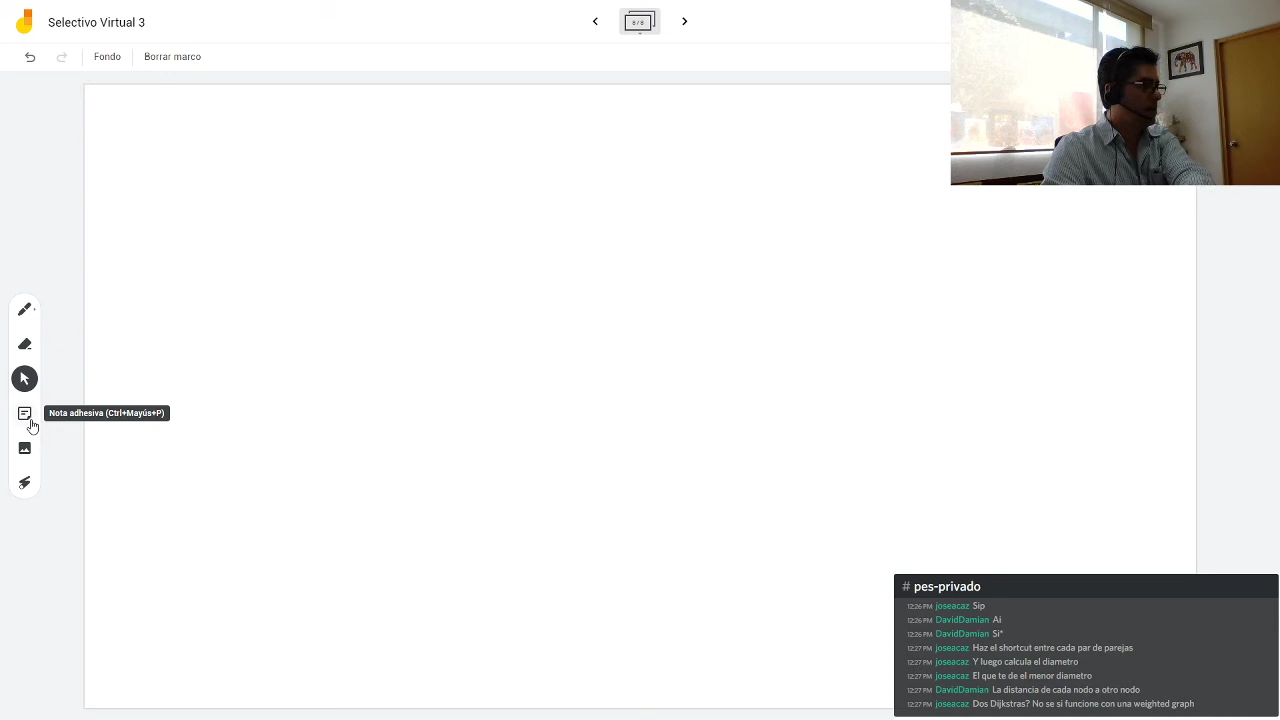 Selectivo Virtual 3
8 / 8
Fondo
Borrar marco
Nota adhesiva (Ctrl+Mayús+P)
# pes-privado
12:26 PM joseacaz Sip
12:26 PM DavidDamian Ai
12:26 PM DavidDamian Si*
12:27 PM joseacaz Haz el shortcut entre cada par de parejas
12:27 PM joseacaz Y luego calcula el diametro
12:27 PM joseacaz El que te de el menor diametro
12:27 PM DavidDamian La distancia de cada nodo a otro nodo
12:27 PM joseacaz Dos Dijkstras? No se si funcione con una weighted graph